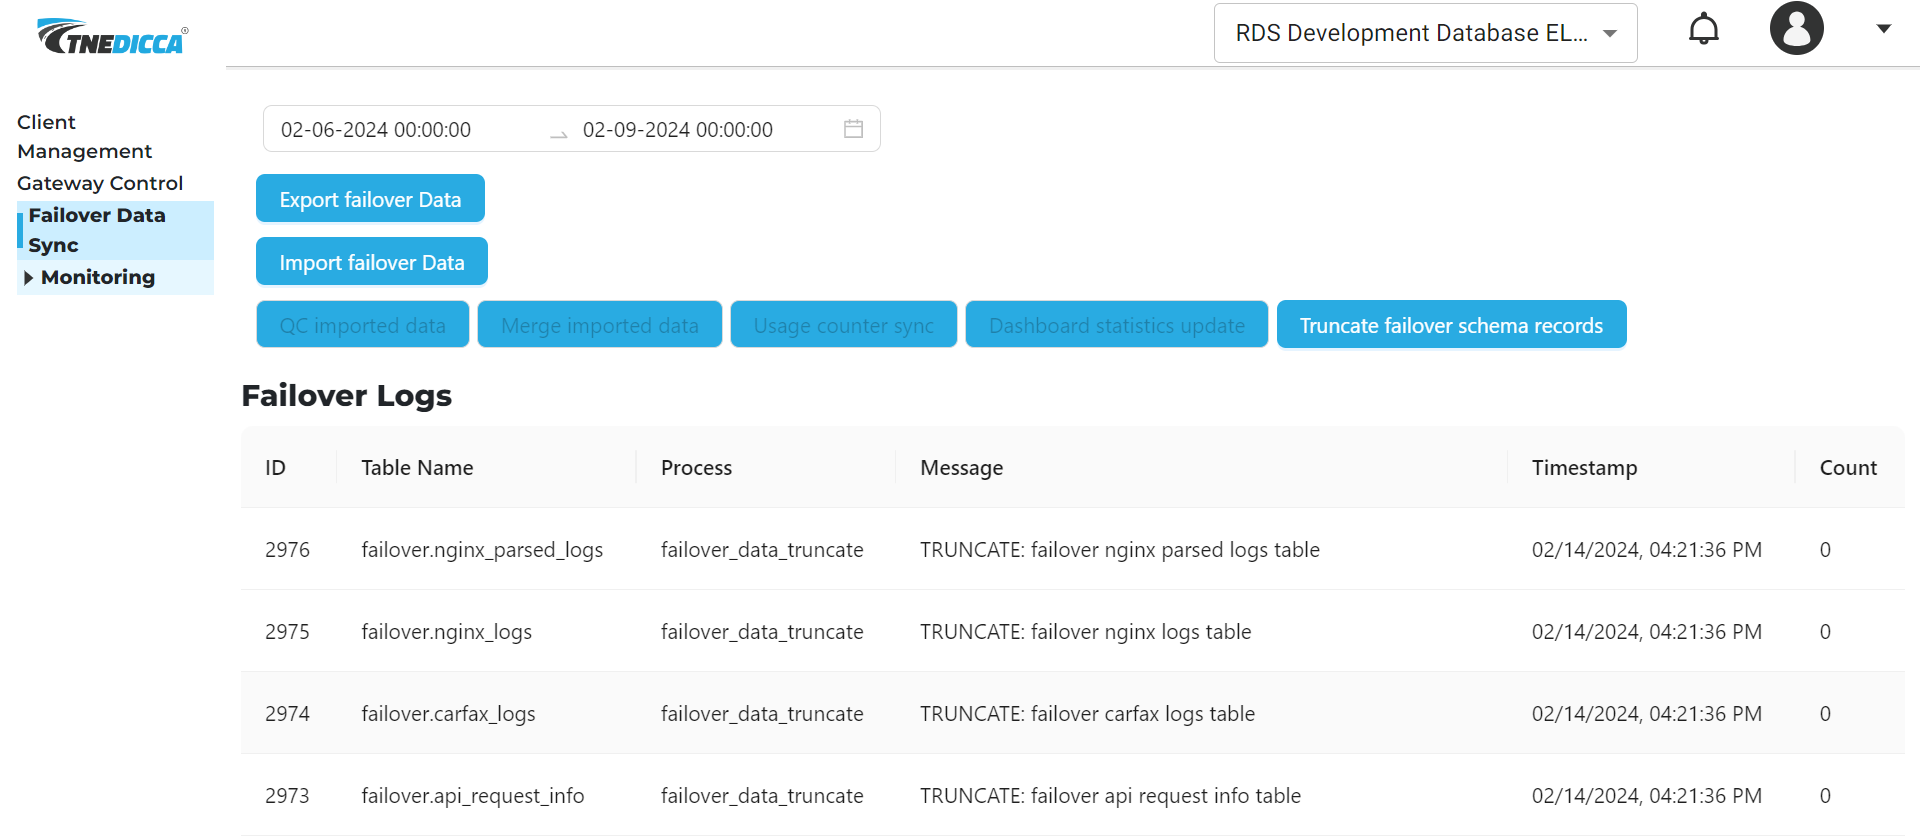 TNEDICCA®
RDS Development Database EL...
Client
Management
Gateway Control
Failover Data
Sync
Monitoring
02-06-2024 00:00:00 02-09-2024 00:00:00
Export failover Data
Import failover Data
QC imported data Merge imported data Usage counter sync Dashboard statistics update Truncate failover schema records
Failover Logs
ID Table Name Process Message Timestamp Count
2976 failover.nginx_parsed_logs failover_data_truncate TRUNCATE: failover nginx parsed logs table 02/14/2024, 04:21:36 PM 0
2975 failover.nginx_logs failover_data_truncate TRUNCATE: failover nginx logs table 02/14/2024, 04:21:36 PM 0
2974 failover.carfax_logs failover_data_truncate TRUNCATE: failover carfax logs table 02/14/2024, 04:21:36 PM 0
2973 failover.api_request_info failover_data_truncate TRUNCATE: failover api request info table 02/14/2024, 04:21:36 PM 0